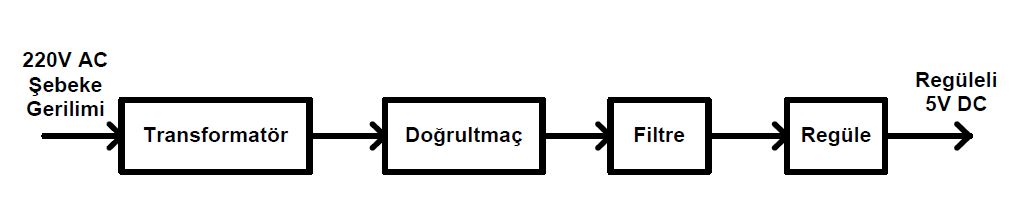 220V AC
Şebeke
Gerilimi
Transformatör
Doğrultmaç
Filtre
Regüle
Regüleli
5V DC